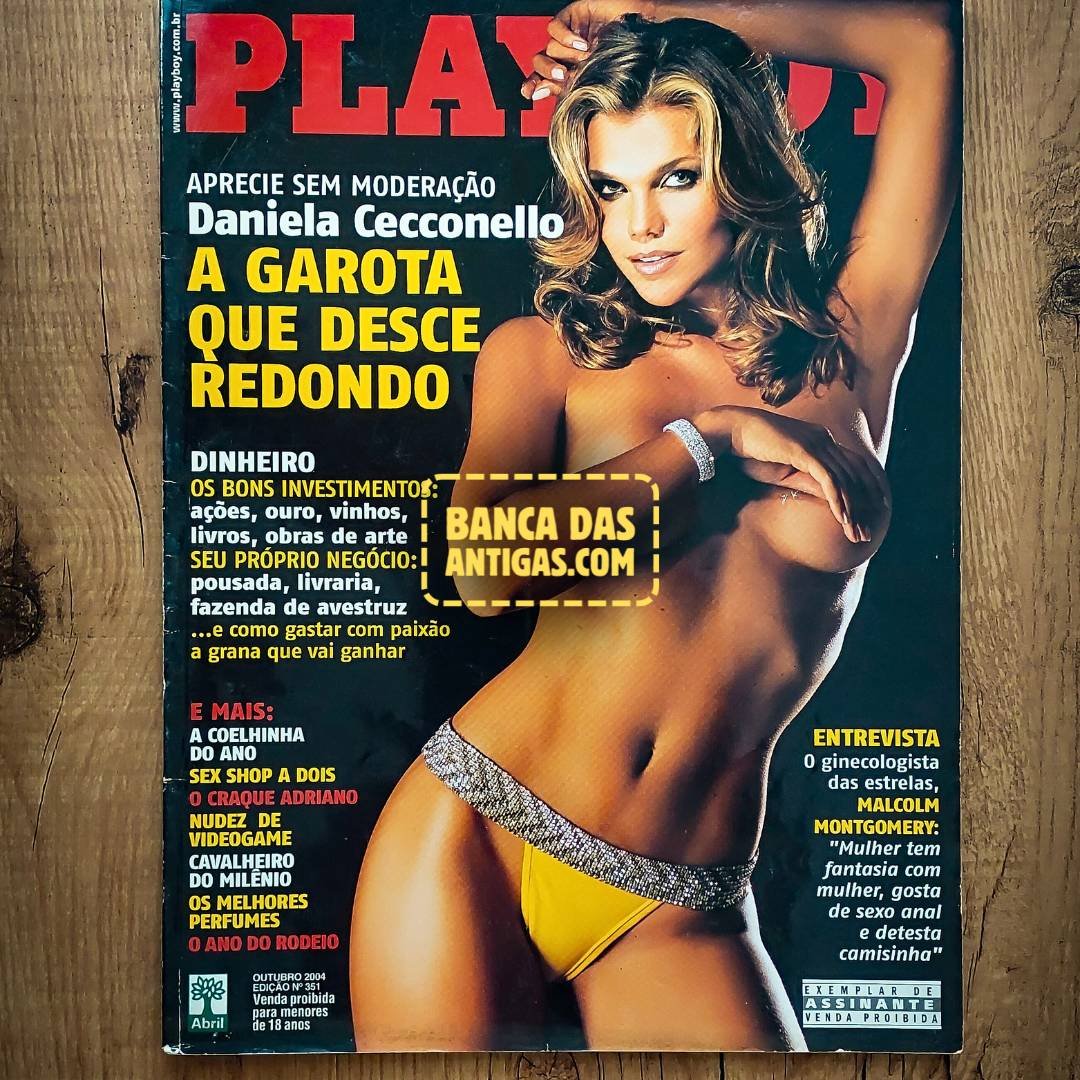 www.playboy.com.br
PLAYBOY
APRECIE SEM MODERAÇÃO
Daniela Cecconello
A GAROTA
QUE DESCE
REDONDO
DINHEIRO
OS BONS INVESTIMENTOS:
ações, ouro, vinhos,
livros, obras de arte
SEU PRÓPRIO NEGÓCIO:
pousada, livraria,
fazenda de avestruz
...e como gastar com paixão
a grana que vai ganhar
BANCA DAS
ANTIGAS.COM
E MAIS:
A COELHINHA
DO ANO
SEX SHOP A DOIS
O CRAQUE ADRIANO
NUDEZ DE
VIDEOGAME
CAVALHEIRO
DO MILÊNIO
OS MELHORES
PERFUMES
O ANO DO RODEIO
ENTREVISTA
O ginecologista
das estrelas,
MALCOLM
MONTGOMERY:
"Mulher tem
fantasia com
mulher, gosta
de sexo anal
e detesta
camisinha"
Abril
OUTUBRO 2004
EDIÇÃO Nº 351
Venda proibida
para menores
de 18 anos
EXEMPLAR DE
ASSINANTE
VENDA PROIBIDA